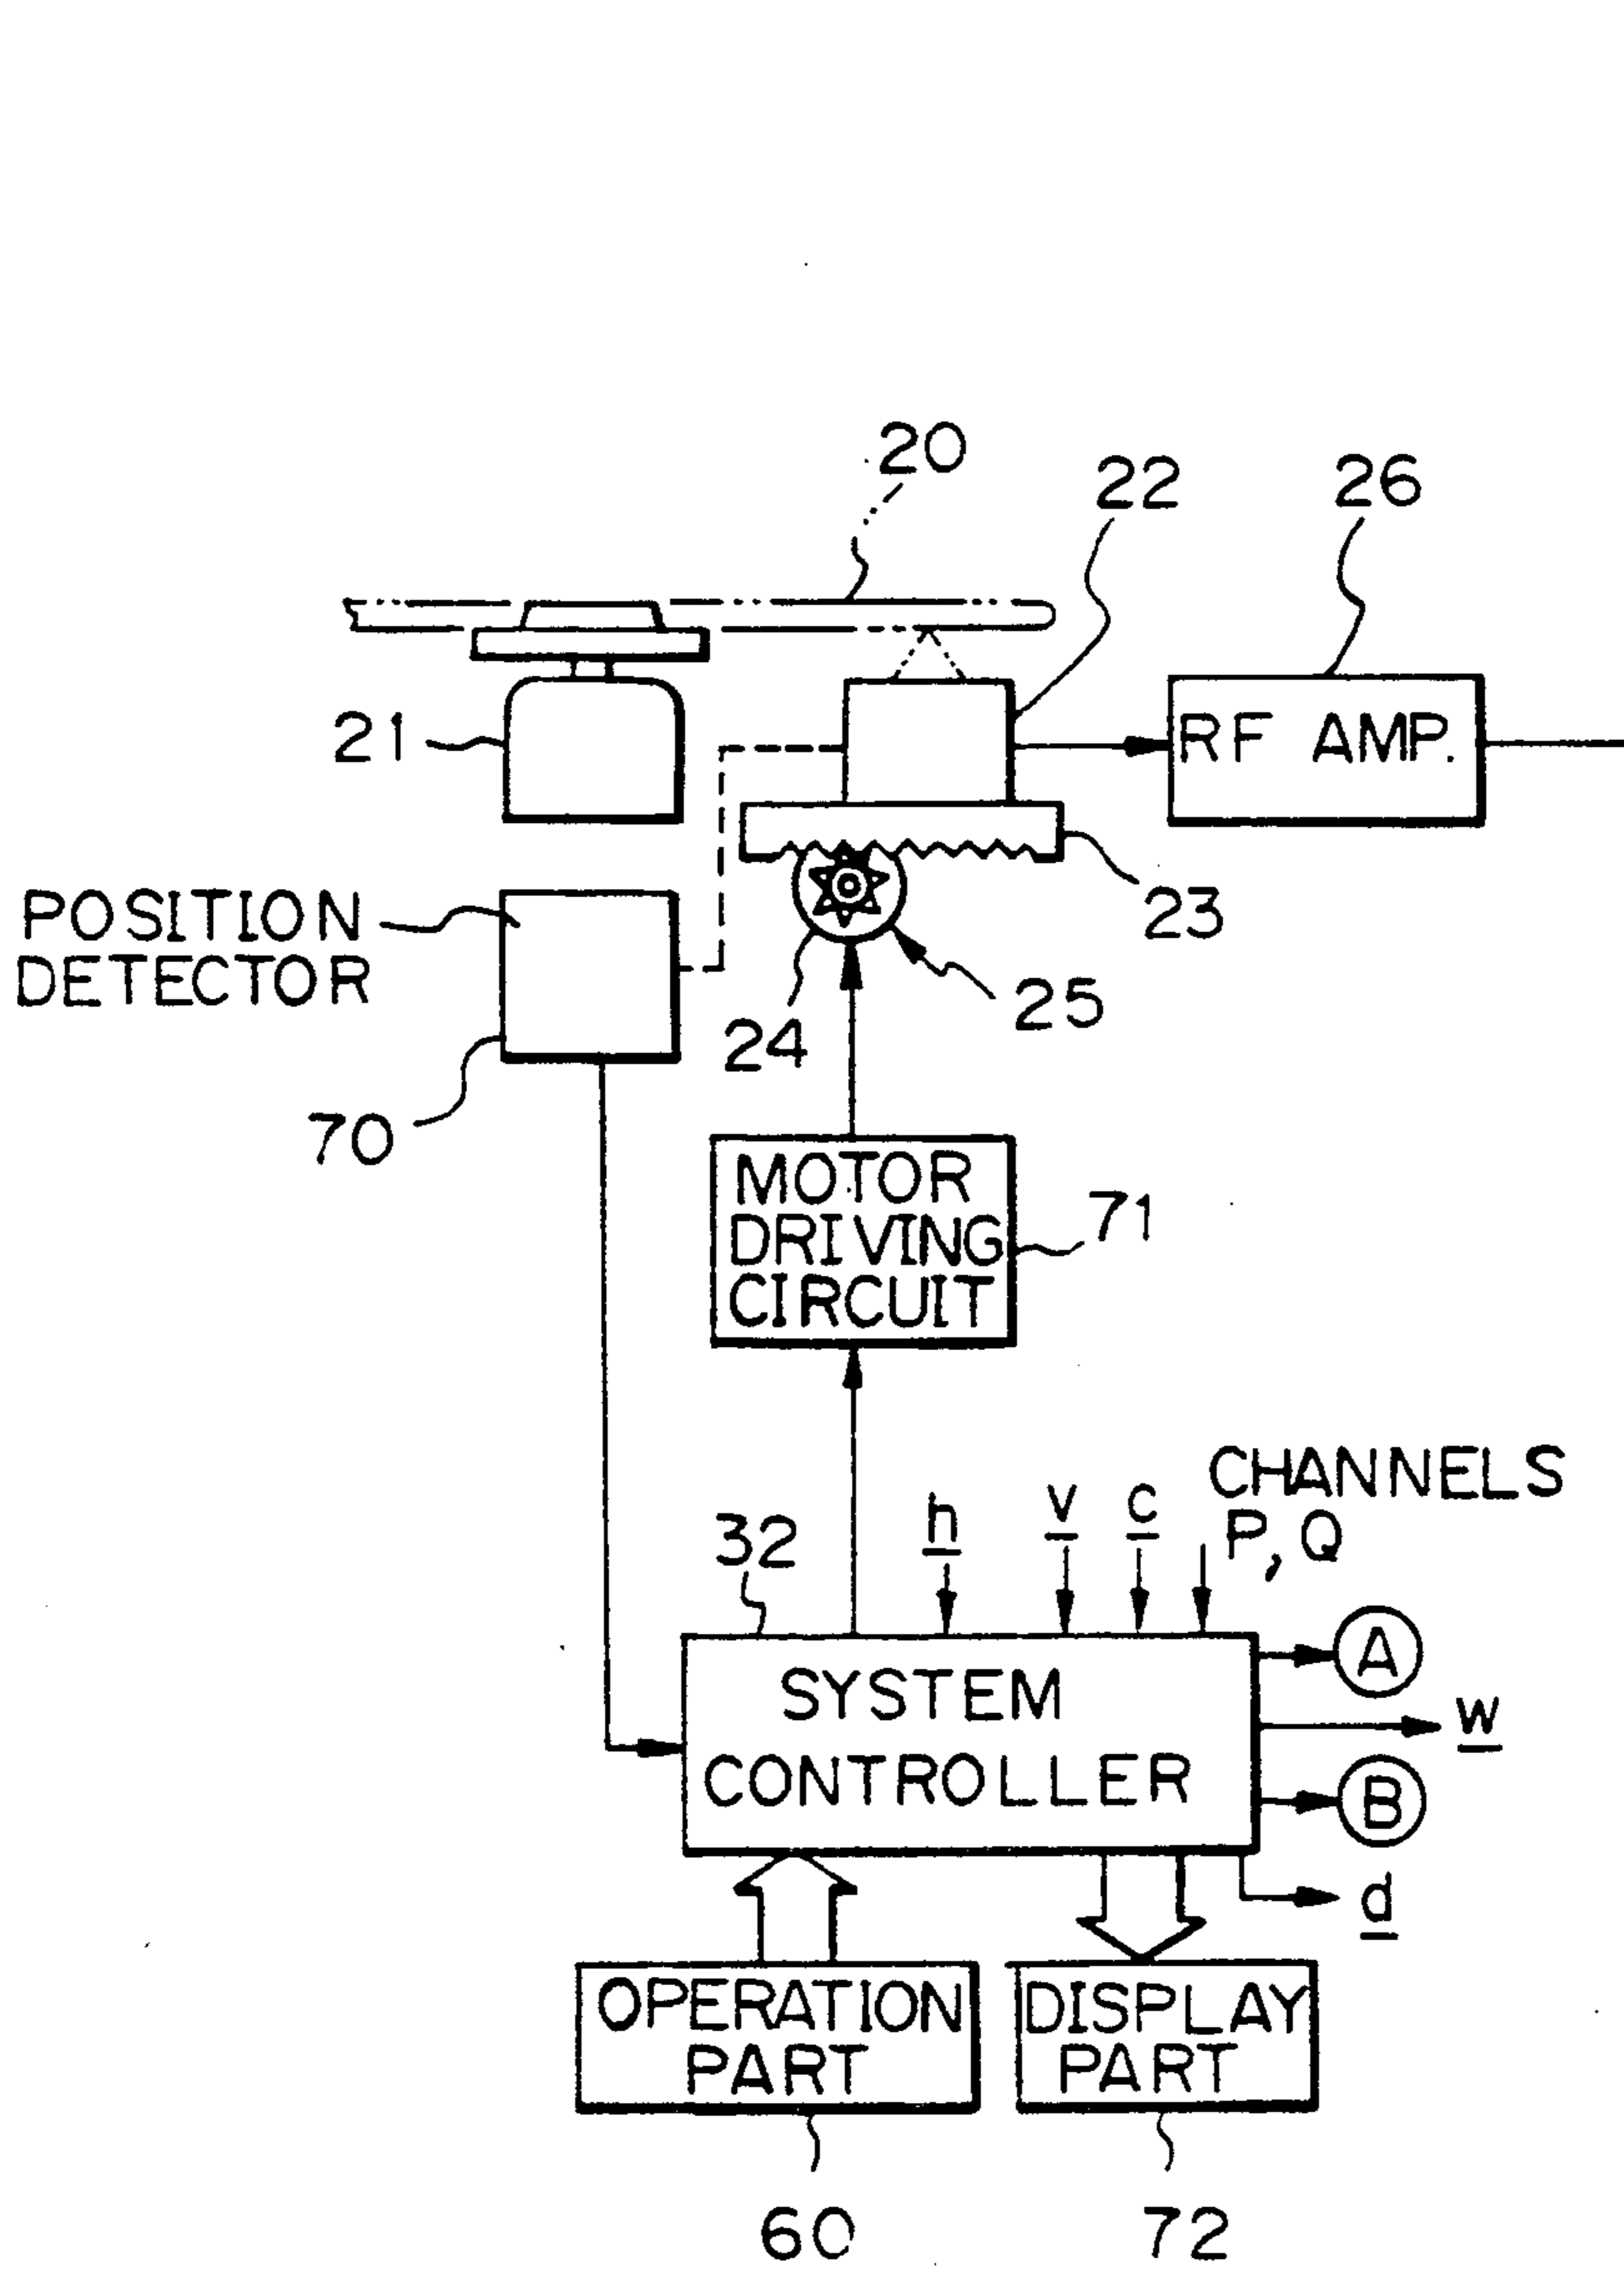 20
22
26
21
RF AMP.
POSITION
DETECTOR
23
25
24
70
MOTOR
DRIVING
CIRCUIT
71
CHANNELS
P, Q
h
v
c
32
SYSTEM
CONTROLLER
A
w
B
d
OPERATION
PART
DISPLAY
PART
60
72